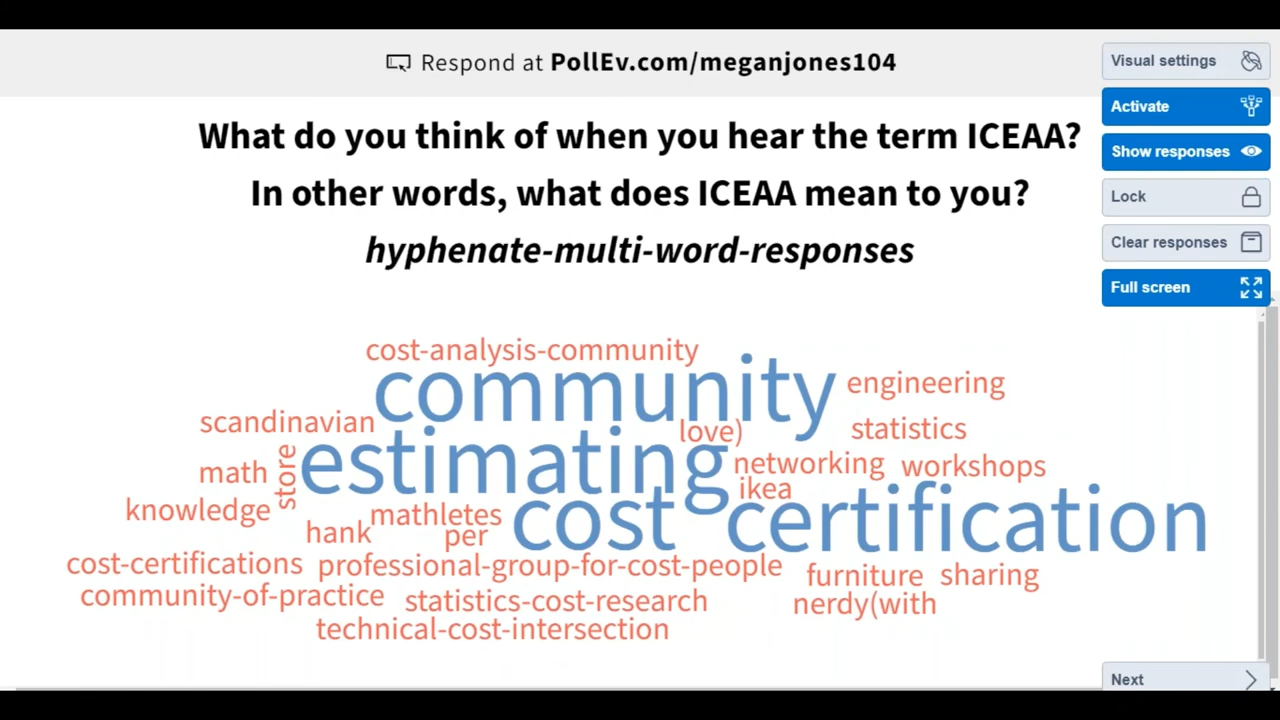 Respond at PollEv.com/meganjones104
Visual settings
Activate
Show responses
Lock
Clear responses
Full screen
What do you think of when you hear the term ICEAA?
In other words, what does ICEAA mean to you?
hyphenate-multi-word-responses
cost-analysis-community
community
engineering
scandinavian
love)
statistics
math
store
estimating
networking
workshops
ikea
knowledge
mathletes
hank
per
cost
certification
cost-certifications
professional-group-for-cost-people
furniture
sharing
community-of-practice
statistics-cost-research
nerdy(with
technical-cost-intersection
Next